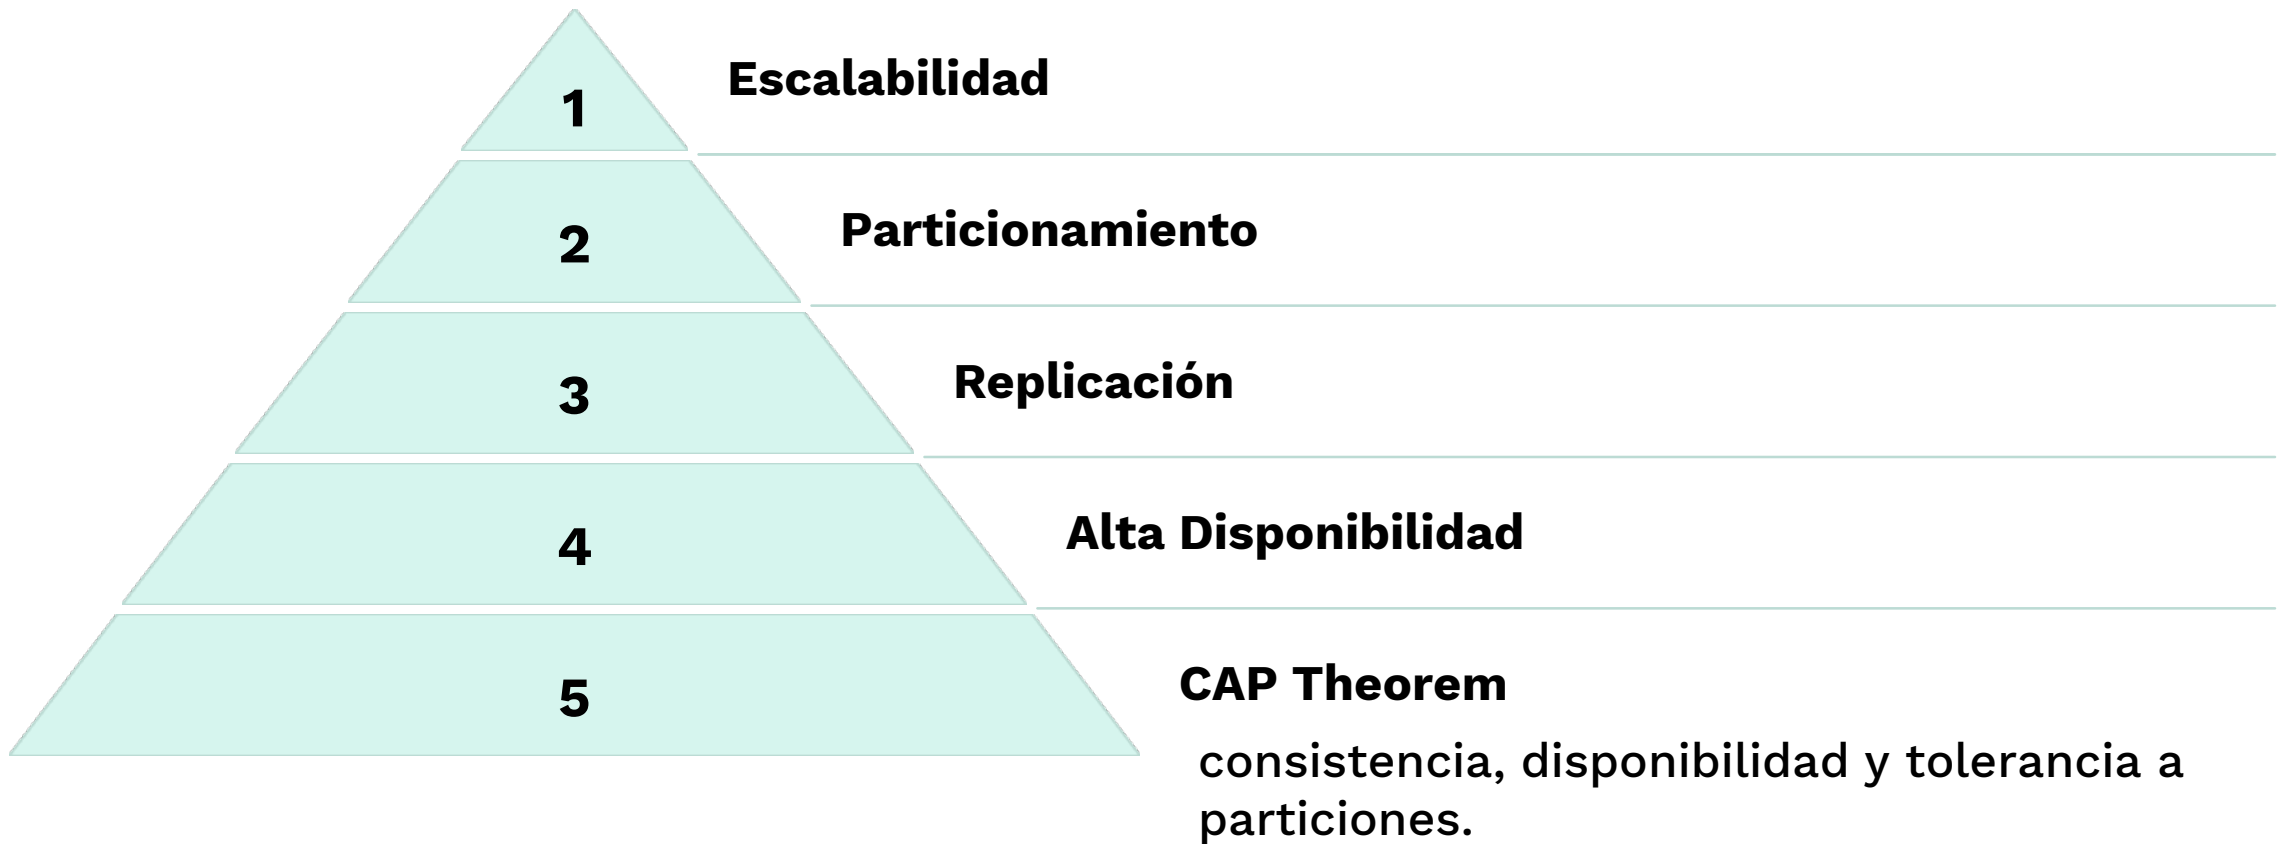 1
Escalabilidad
2
Particionamiento
3
Replicación
4
Alta Disponibilidad
5
CAP Theorem
consistencia, disponibilidad y tolerancia a
particiones.